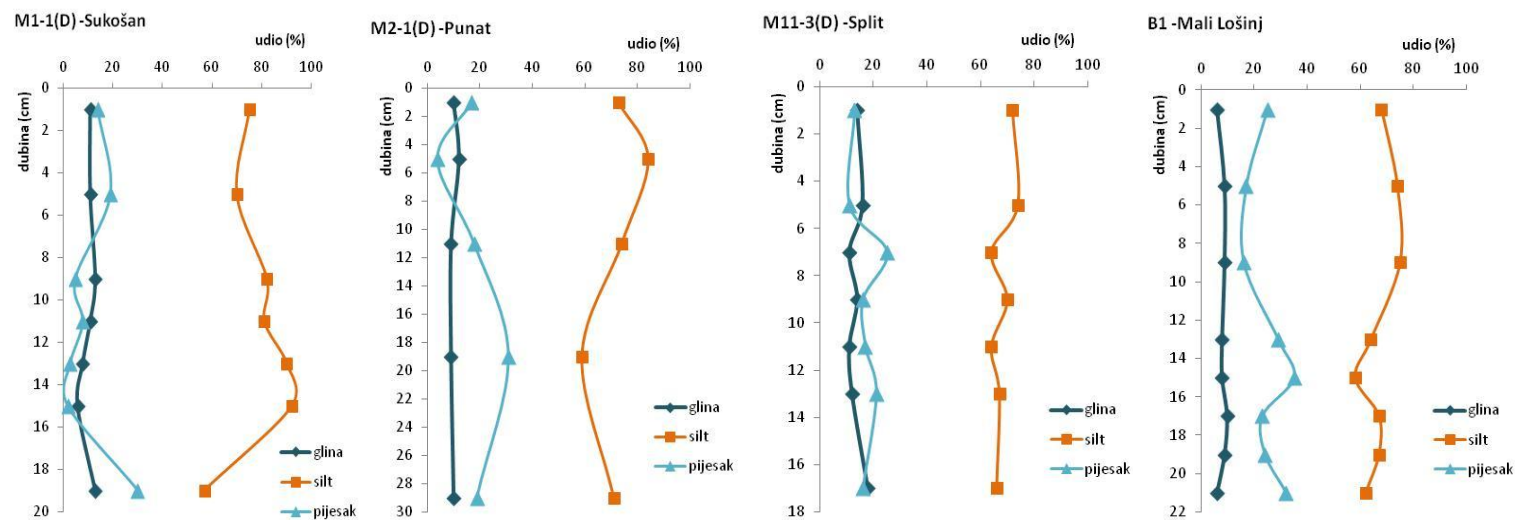 M1-1(D) -Sukošan
udio (%)
0 20 40 60 80 100
dubina (cm)
0
2
4
6
8
10
12
14
16
18
20
glina
silt
pijesak
M2-1(D) -Punat
udio (%)
0 20 40 60 80 100
dubina (cm)
0
2
4
6
8
10
12
14
16
18
20
22
24
26
28
30
glina
silt
pijesak
M11-3(D) -Split
udio (%)
0 20 40 60 80 100
dubina (cm)
0
2
4
6
8
10
12
14
16
18
glina
silt
pijesak
B1 -Mali Lošinj
udio (%)
0 20 40 60 80 100
dubina (cm)
0
2
4
6
8
10
12
14
16
18
20
22
glina
silt
pijesak